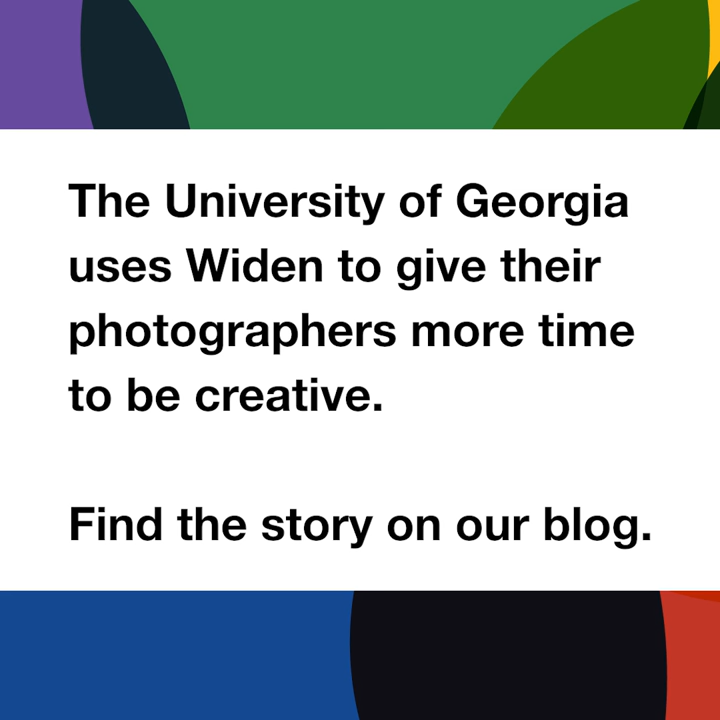 The University of Georgia
uses Widen to give their
photographers more time
to be creative.
Find the story on our blog.